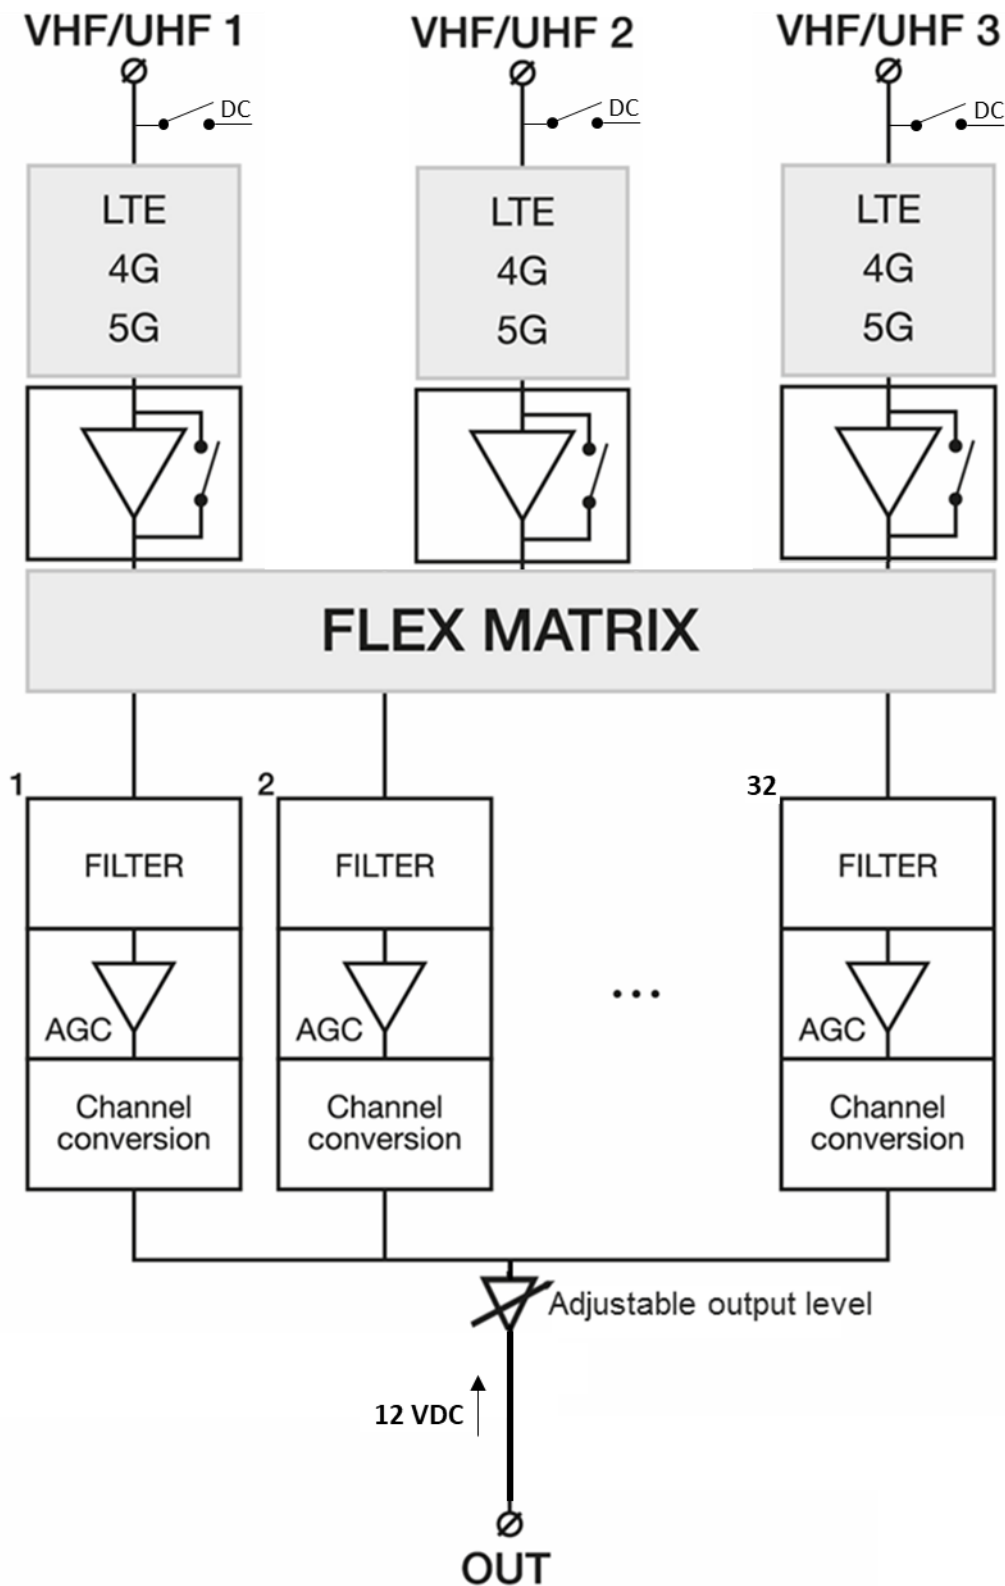 VHF/UHF 1
VHF/UHF 2
VHF/UHF 3
DC
DC
DC
LTE
4G
5G
LTE
4G
5G
LTE
4G
5G
FLEX MATRIX
1
2
32
FILTER
FILTER
FILTER
AGC
AGC
...
AGC
Channel
conversion
Channel
conversion
Channel
conversion
Adjustable output level
12 VDC
OUT